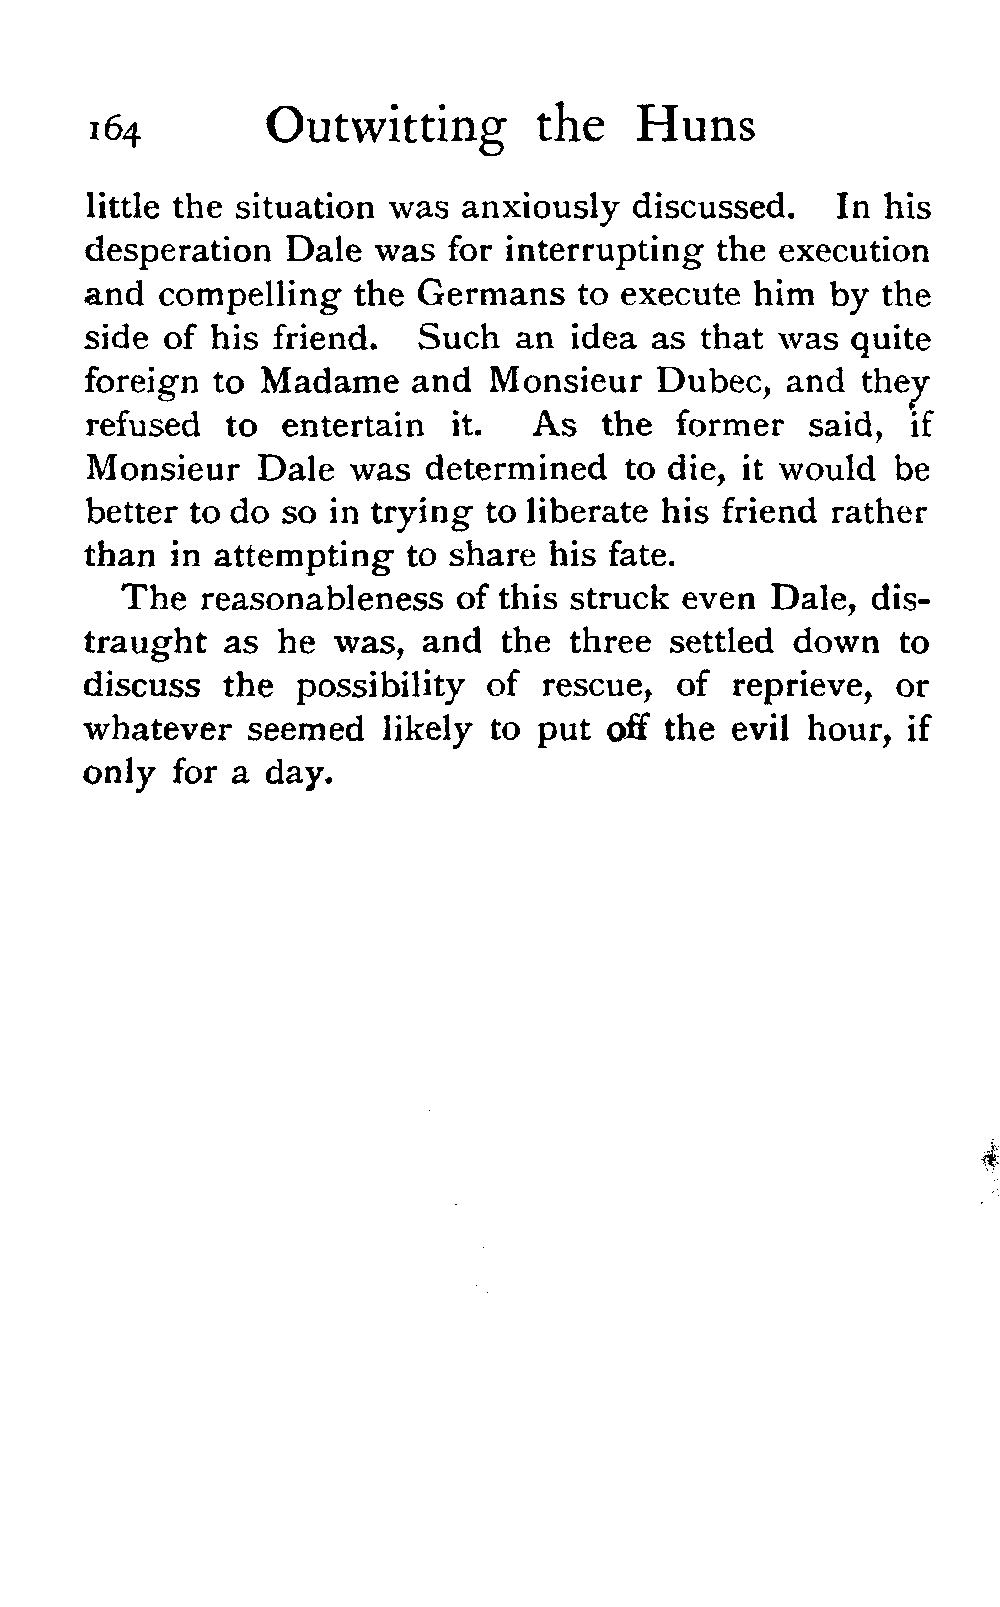 164 Outwitting the Huns
little the situation was anxiously discussed. In his
desperation Dale was for interrupting the execution
and compelling the Germans to execute him by the
side of his friend. Such an idea as that was quite
foreign to Madame and Monsieur Dubec, and they
refused to entertain it. As the former said, if
Monsieur Dale was determined to die, it would be
better to do so in trying to liberate his friend rather
than in attempting to share his fate.
The reasonableness of this struck even Dale, dis-
traught as he was, and the three settled down to
discuss the possibility of rescue, of reprieve, or
whatever seemed likely to put off the evil hour, if
only for a day.